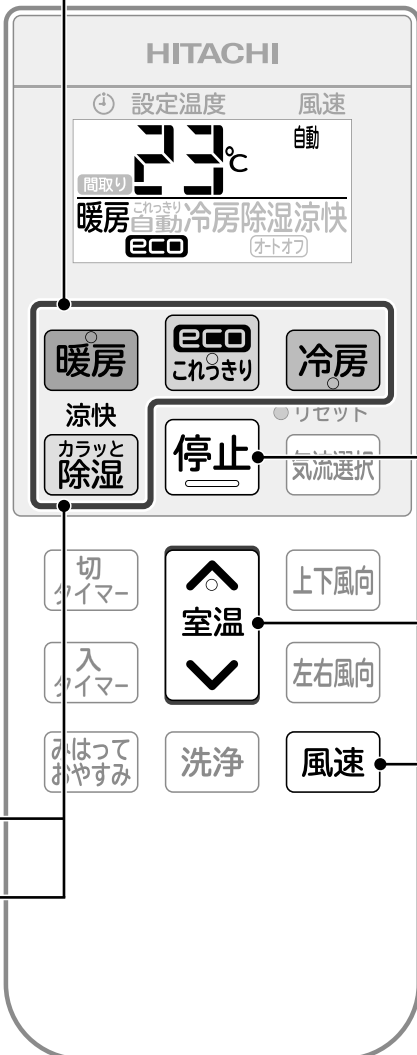 HITACHI
設定温度 風速
23℃ 自動
間取り
暖房 これっきり自動 冷房 除湿 涼快
eco オートオフ
暖房 eco これっきり 冷房
涼快 リセット
カラッと除湿 停止 気流選択
切タイマー 室温 上下風向
入タイマー 左右風向
みはっておやすみ 洗浄 風速